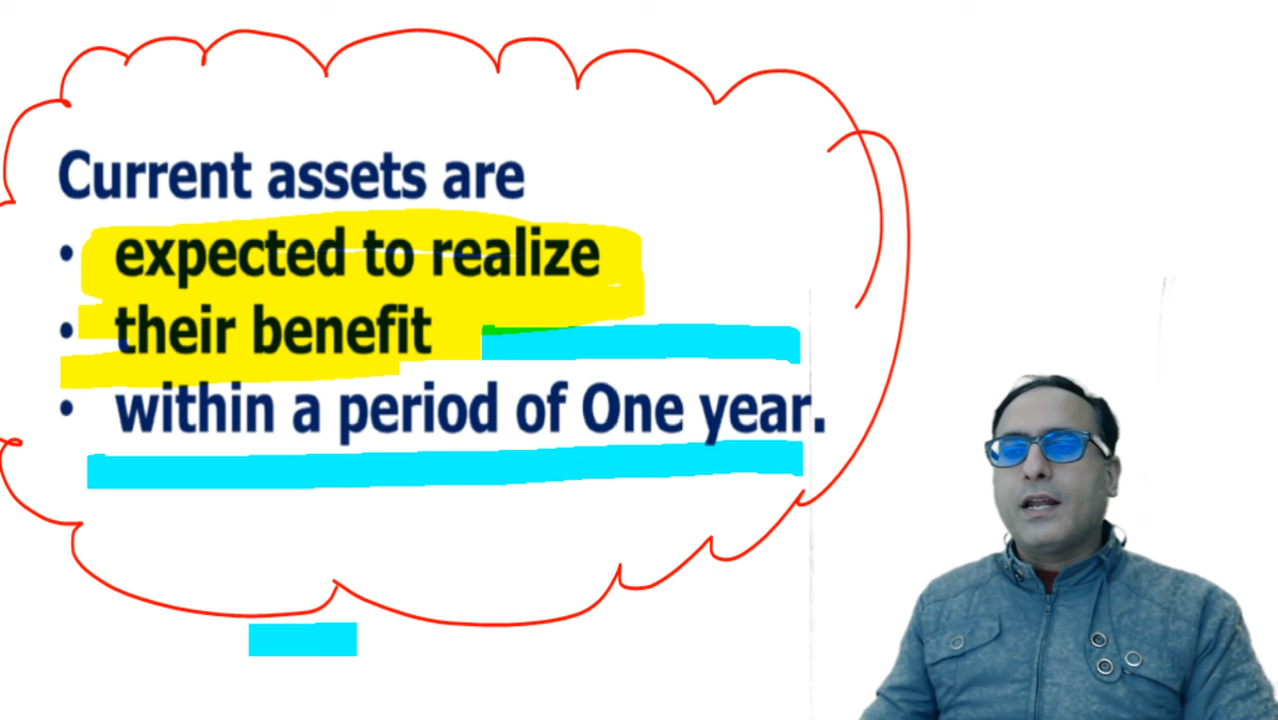 Current assets are
• expected to realize
• their benefit
• within a period of One year.